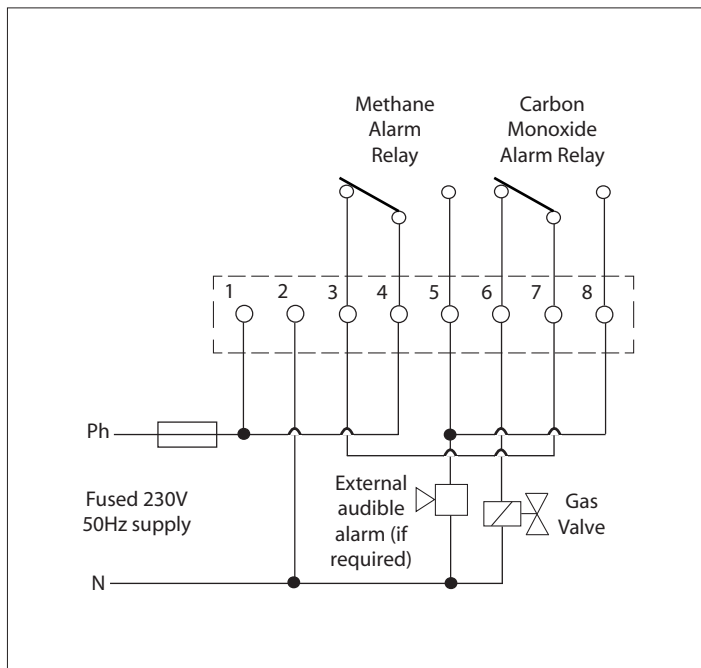 Methane
Alarm
Relay
Carbon
Monoxide
Alarm Relay
1 2 3 4 5 6 7 8
Ph
Fused 230V
50Hz supply
External
audible
alarm (if
required)
Gas
Valve
N